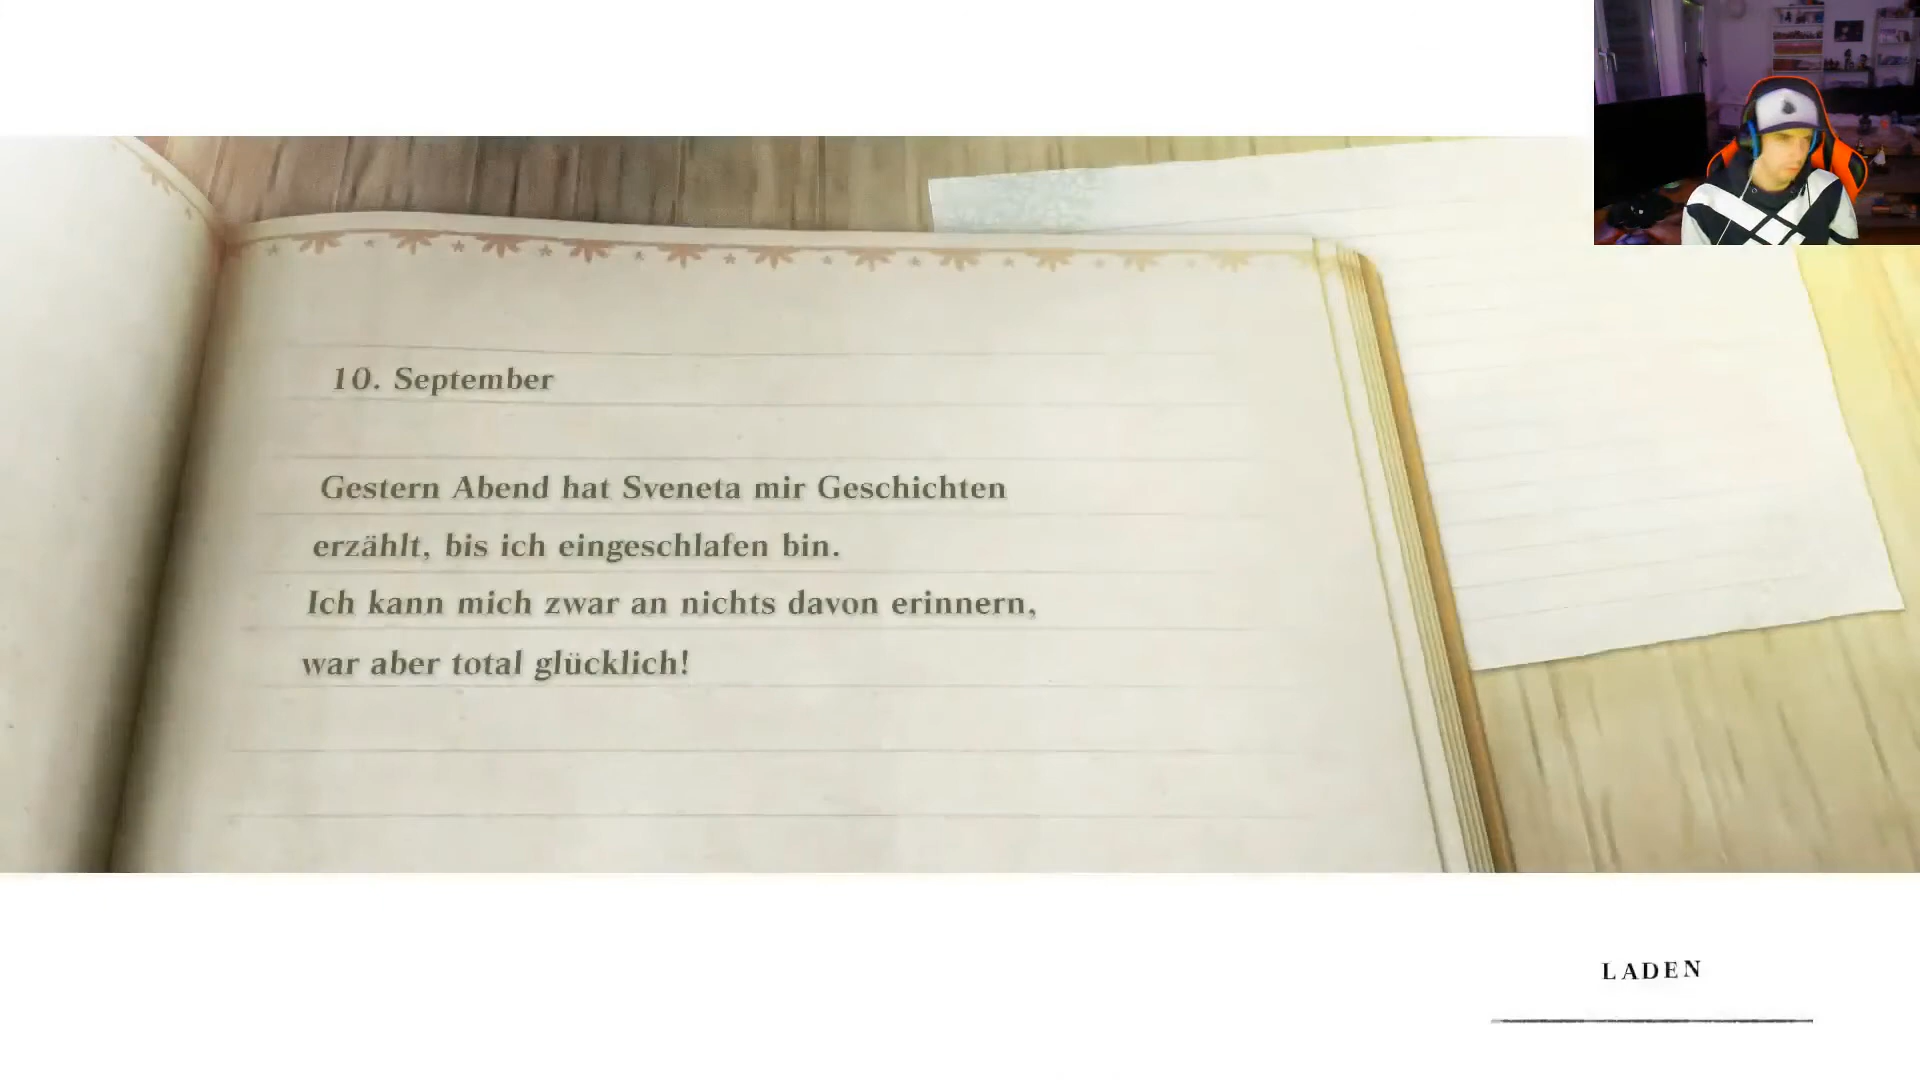 10. September
Gestern Abend hat Sveneta mir Geschichten
erzählt, bis ich eingeschlafen bin.
Ich kann mich zwar an nichts davon erinnern,
war aber total glücklich!
LADEN